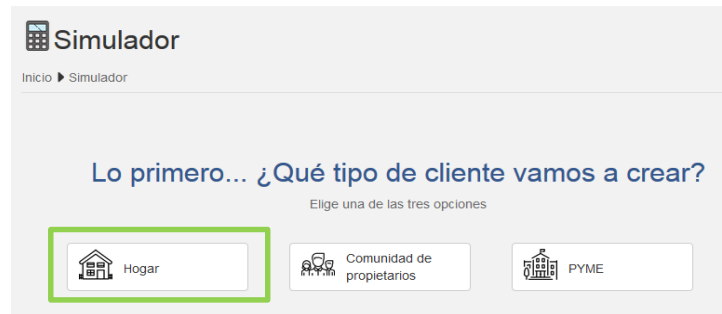 Simulador
Inicio ▶ Simulador
Lo primero... ¿Qué tipo de cliente vamos a crear?
Elige una de las tres opciones
Hogar
Comunidad de
propietarios
PYME